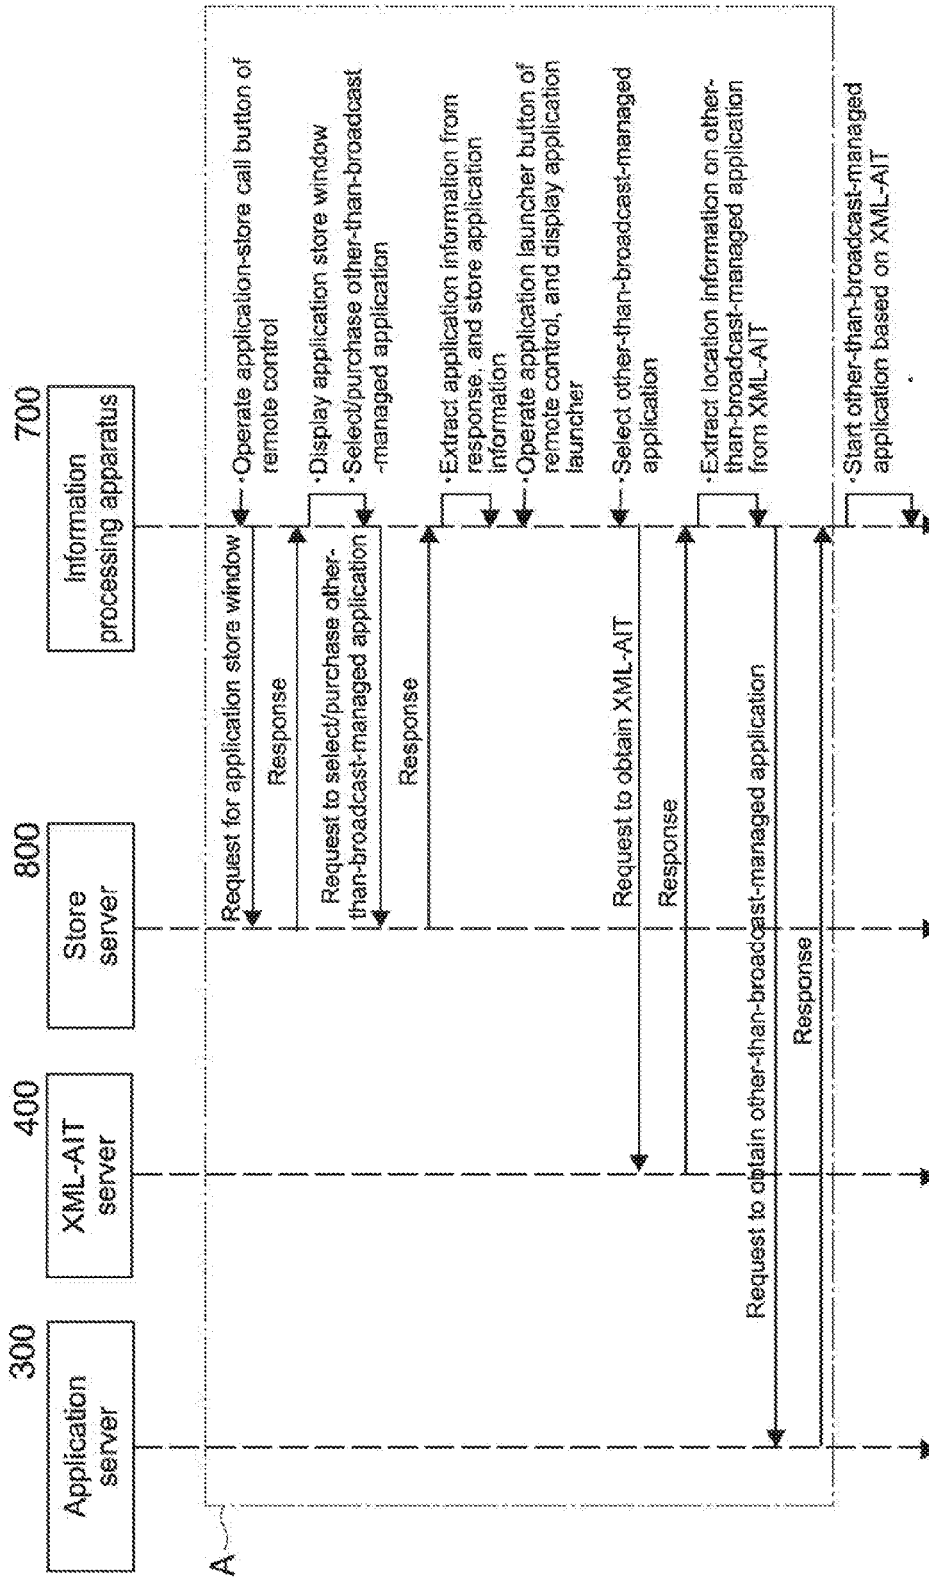 300
Application
server
400
XML-AIT
server
800
Store
server
700
Information
processing apparatus
A
Request for application store window
•Operate application-store call button of
remote control
Response
•Display application store window
•Select/purchase other-than-broadcast
-managed application
Request to select/purchase other-
than-broadcast-managed application
Response
•Extract application information from
response, and store application
information
•Operate application launcher button of
remote control, and display application
launcher
•Select other-than-broadcast-managed
application
Request to obtain XML-AIT
Response
•Extract location information on other-
than-broadcast-managed application
from XML-AIT
Request to obtain other-than-broadcast-managed application
Response
•Start other-than-broadcast-managed
application based on XML-AIT